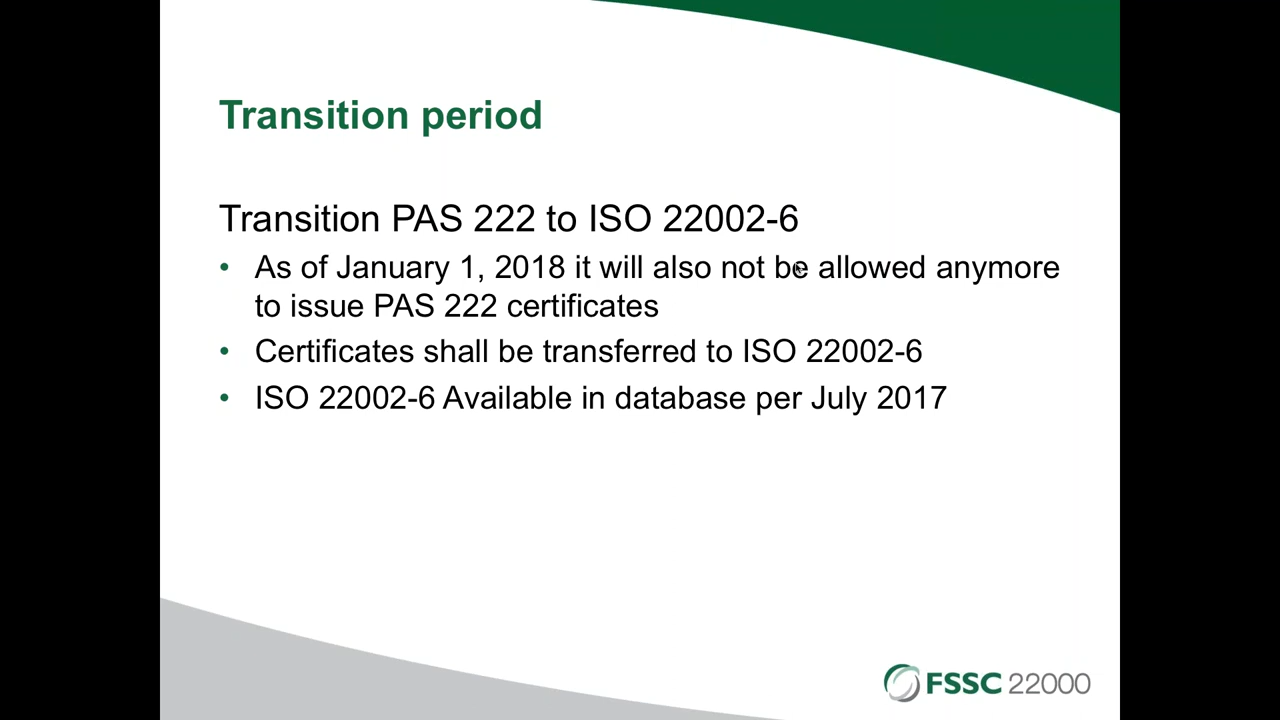 Transition period
Transition PAS 222 to ISO 22002-6
• As of January 1, 2018 it will also not be allowed anymore
to issue PAS 222 certificates
• Certificates shall be transferred to ISO 22002-6
• ISO 22002-6 Available in database per July 2017
FSSC 22000